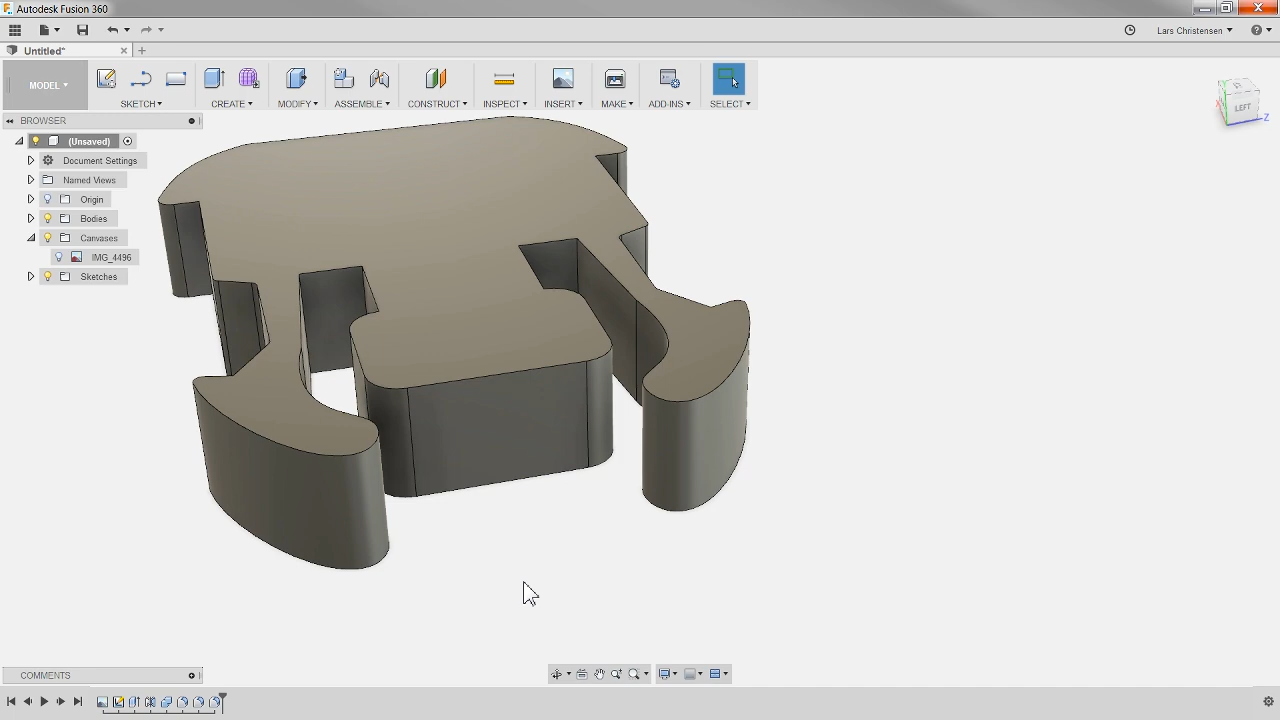 Autodesk Fusion 360
Lars Christensen
Untitled*
MODEL
SKETCH
CREATE
MODIFY
ASSEMBLE
CONSTRUCT
INSPECT
INSERT
MAKE
ADD-INS
SELECT
LEFT
Z
BROWSER
(Unsaved)
Document Settings
Named Views
Origin
Bodies
Canvases
IMG_4496
Sketches
COMMENTS